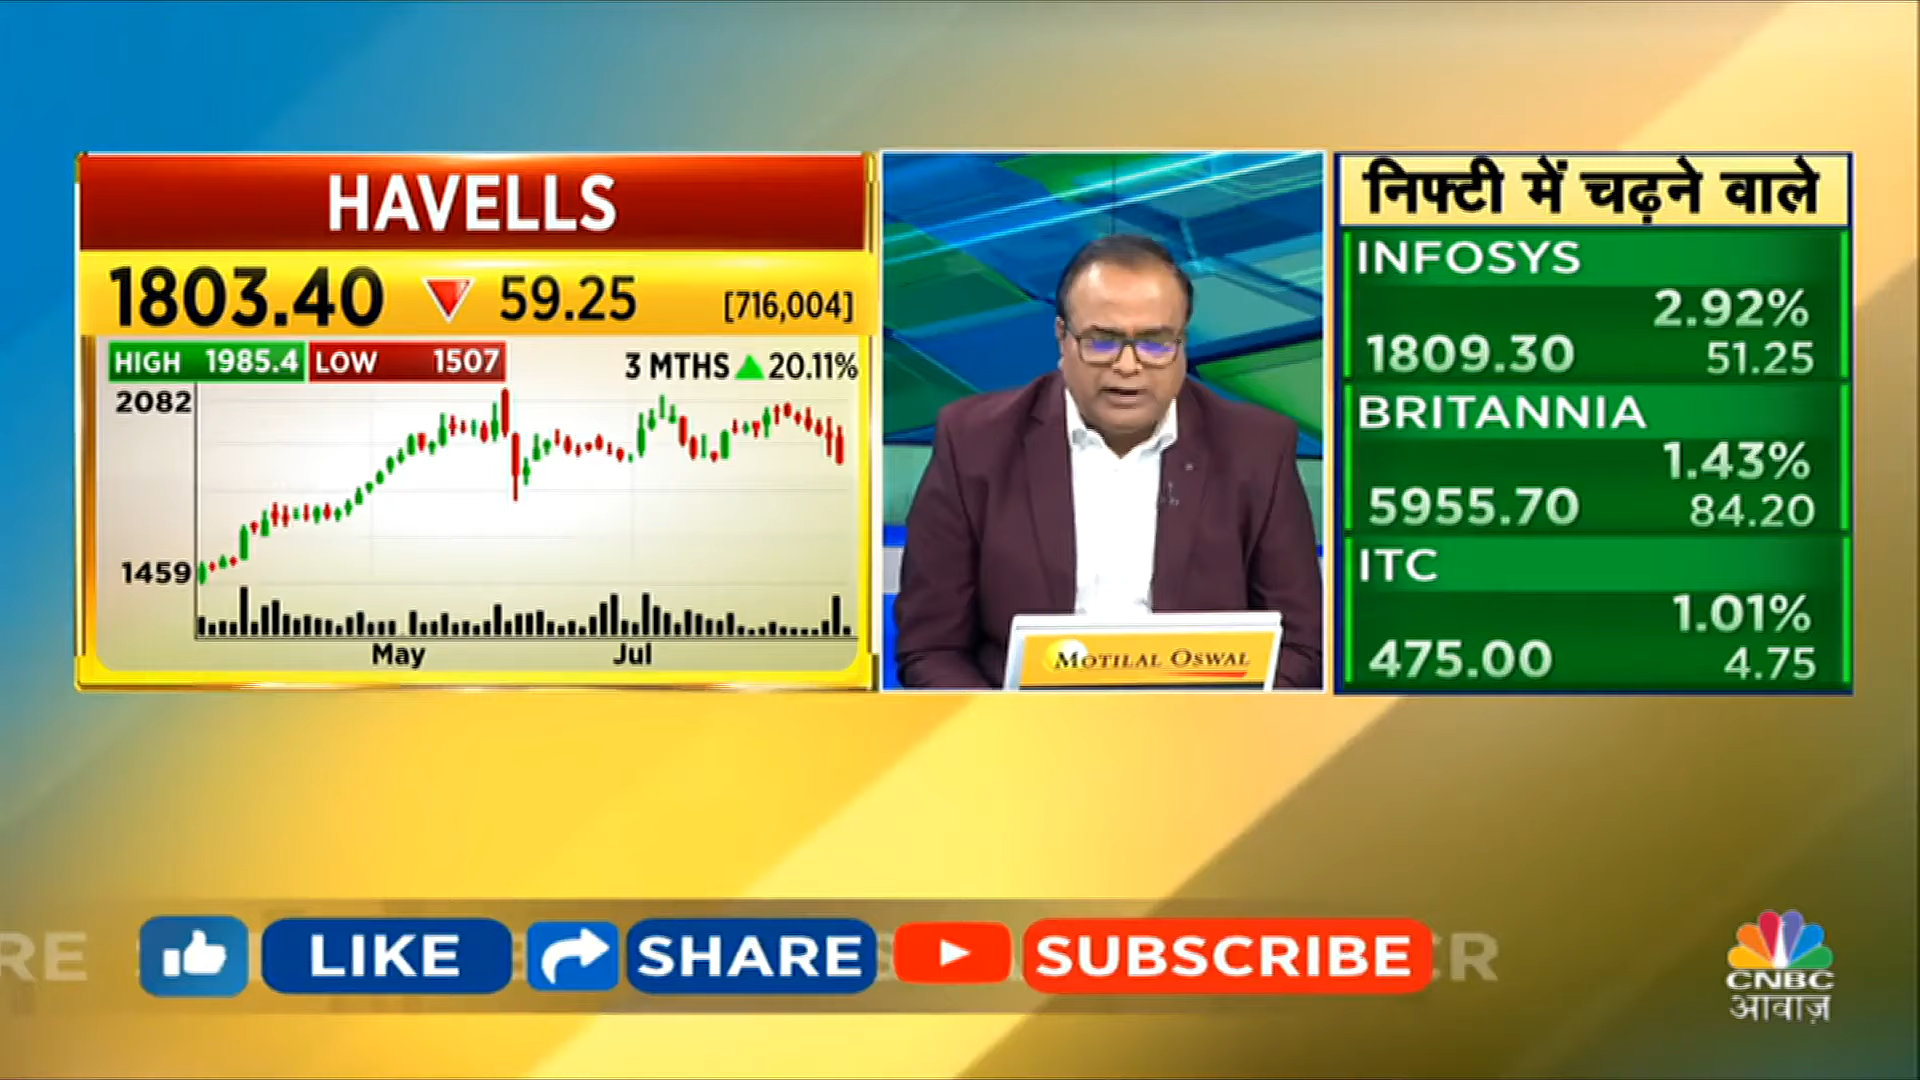 HAVELLS
1803.40 ▼ 59.25 [716,004]
HIGH 1985.4 LOW 1507 3 MTHS ▲ 20.11%
2082
1459
May Jul
MOTILAL OSWAL
निफ्टी में चढ़ने वाले
INFOSYS
2.92%
1809.30 51.25
BRITANNIA
1.43%
5955.70 84.20
ITC
1.01%
475.00 4.75
LIKE SHARE SUBSCRIBE
CNBC
आवाज़